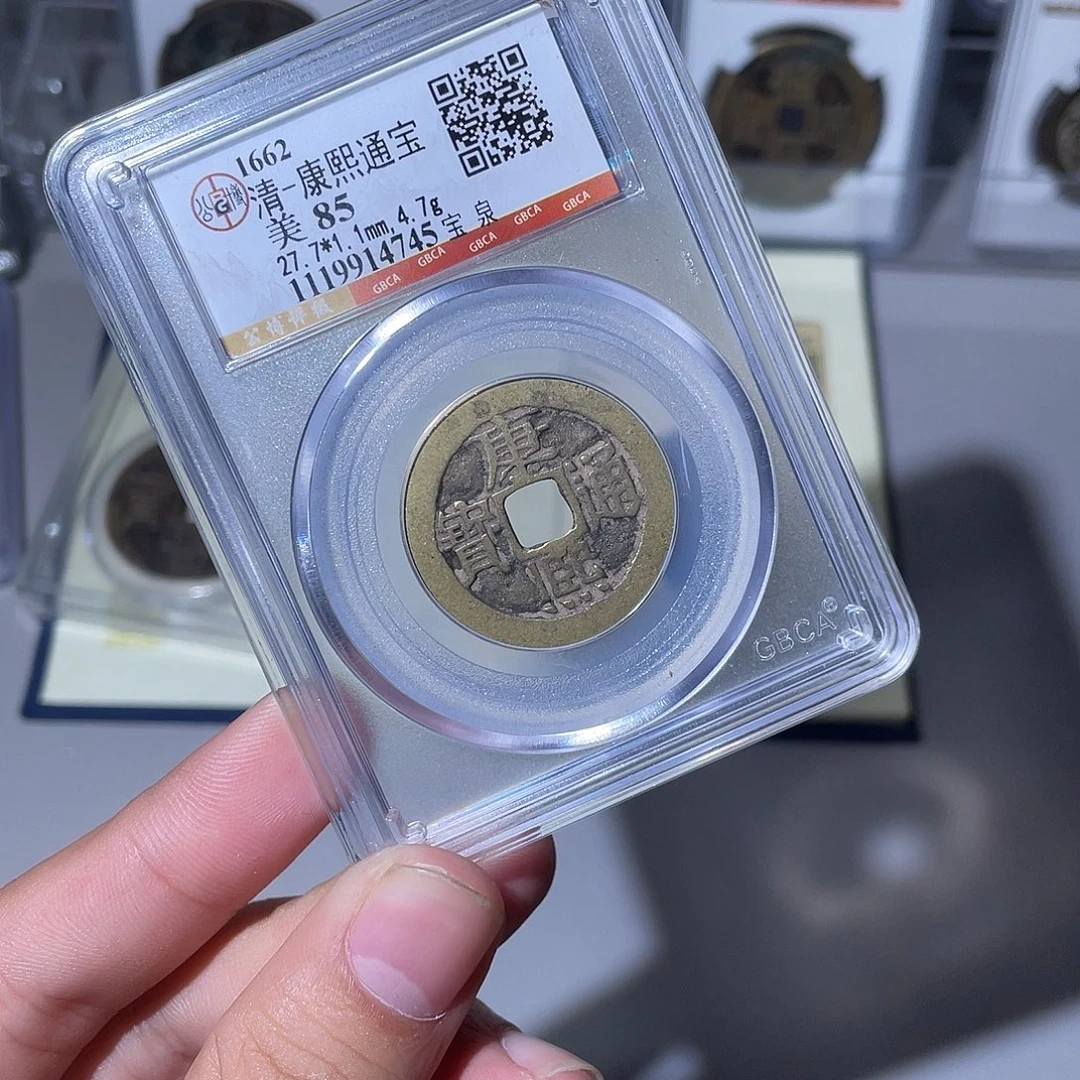 1662
清-康熙通宝
美 85
27.7*1.1mm, 4.7g
1119914745 宝 泉
公博评级 GBCA GBCA GBCA GBCA GBCA
康熙通寶
GBCA®